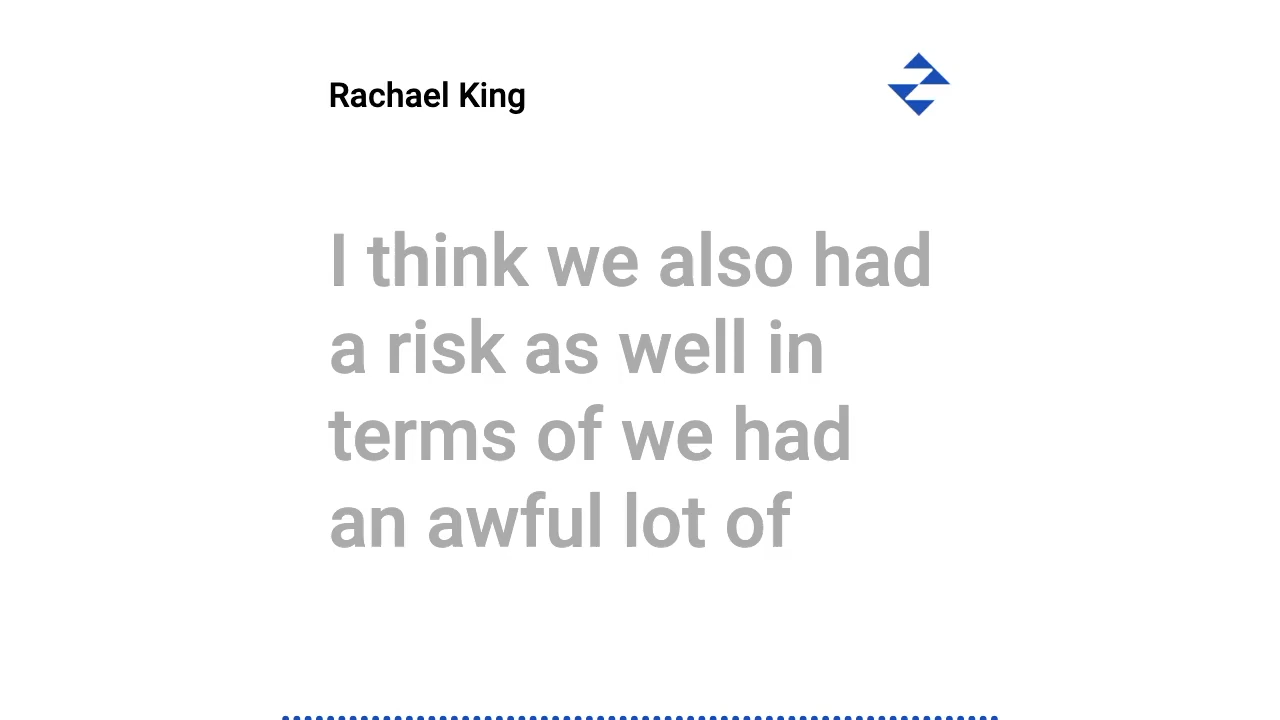 Rachael King
I think we also had
a risk as well in
terms of we had
an awful lot of